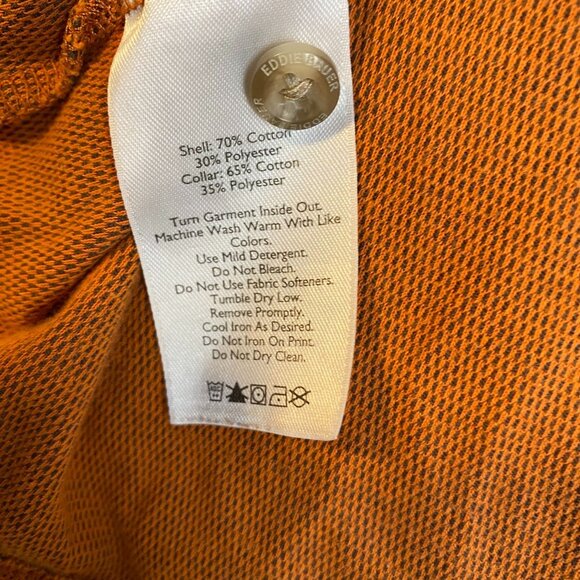 EDDIE BAUER
EDDIE BAUER
Shell: 70% Cotton
30% Polyester
Collar: 65% Cotton
35% Polyester
Turn Garment Inside Out.
Machine Wash Warm With Like
Colors.
Use Mild Detergent.
Do Not Bleach.
Do Not Use Fabric Softeners.
Tumble Dry Low.
Remove Promptly.
Cool Iron As Desired.
Do Not Iron On Print.
Do Not Dry Clean.